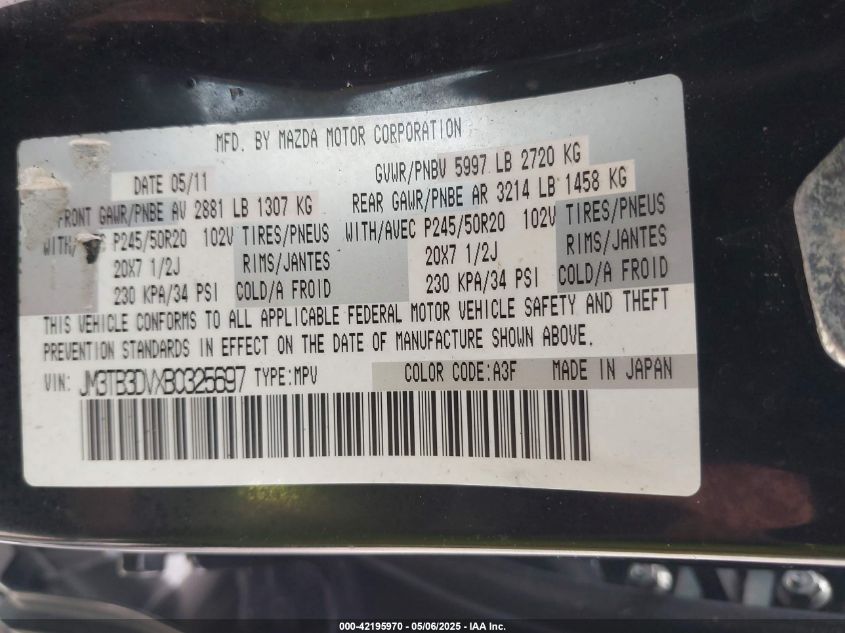 MFD. BY MAZDA MOTOR CORPORATION
DATE 05/11 GVWR/PNBV 5997 LB 2720 KG
FRONT GAWR/PNBE AV 2881 LB 1307 KG REAR GAWR/PNBE AR 3214 LB 1458 KG
P245/50R20 102V TIRES/PNEUS WITH/AVEC P245/50R20 102V TIRES/PNEUS
20X7 1/2J RIMS/JANTES 20X7 1/2J RIMS/JANTES
230 KPA/34 PSI COLD/A FROID 230 KPA/34 PSI COLD/A FROID
THIS VEHICLE CONFORMS TO ALL APPLICABLE FEDERAL MOTOR VEHICLE SAFETY AND THEFT
PREVENTION STANDARDS IN EFFECT ON THE DATE OF MANUFACTURE SHOWN ABOVE.
VIN: JM3TB3DVXB0325697 TYPE:MPV COLOR CODE:A3F MADE IN JAPAN
000-42195970 - 05/06/2025 - IAA Inc.